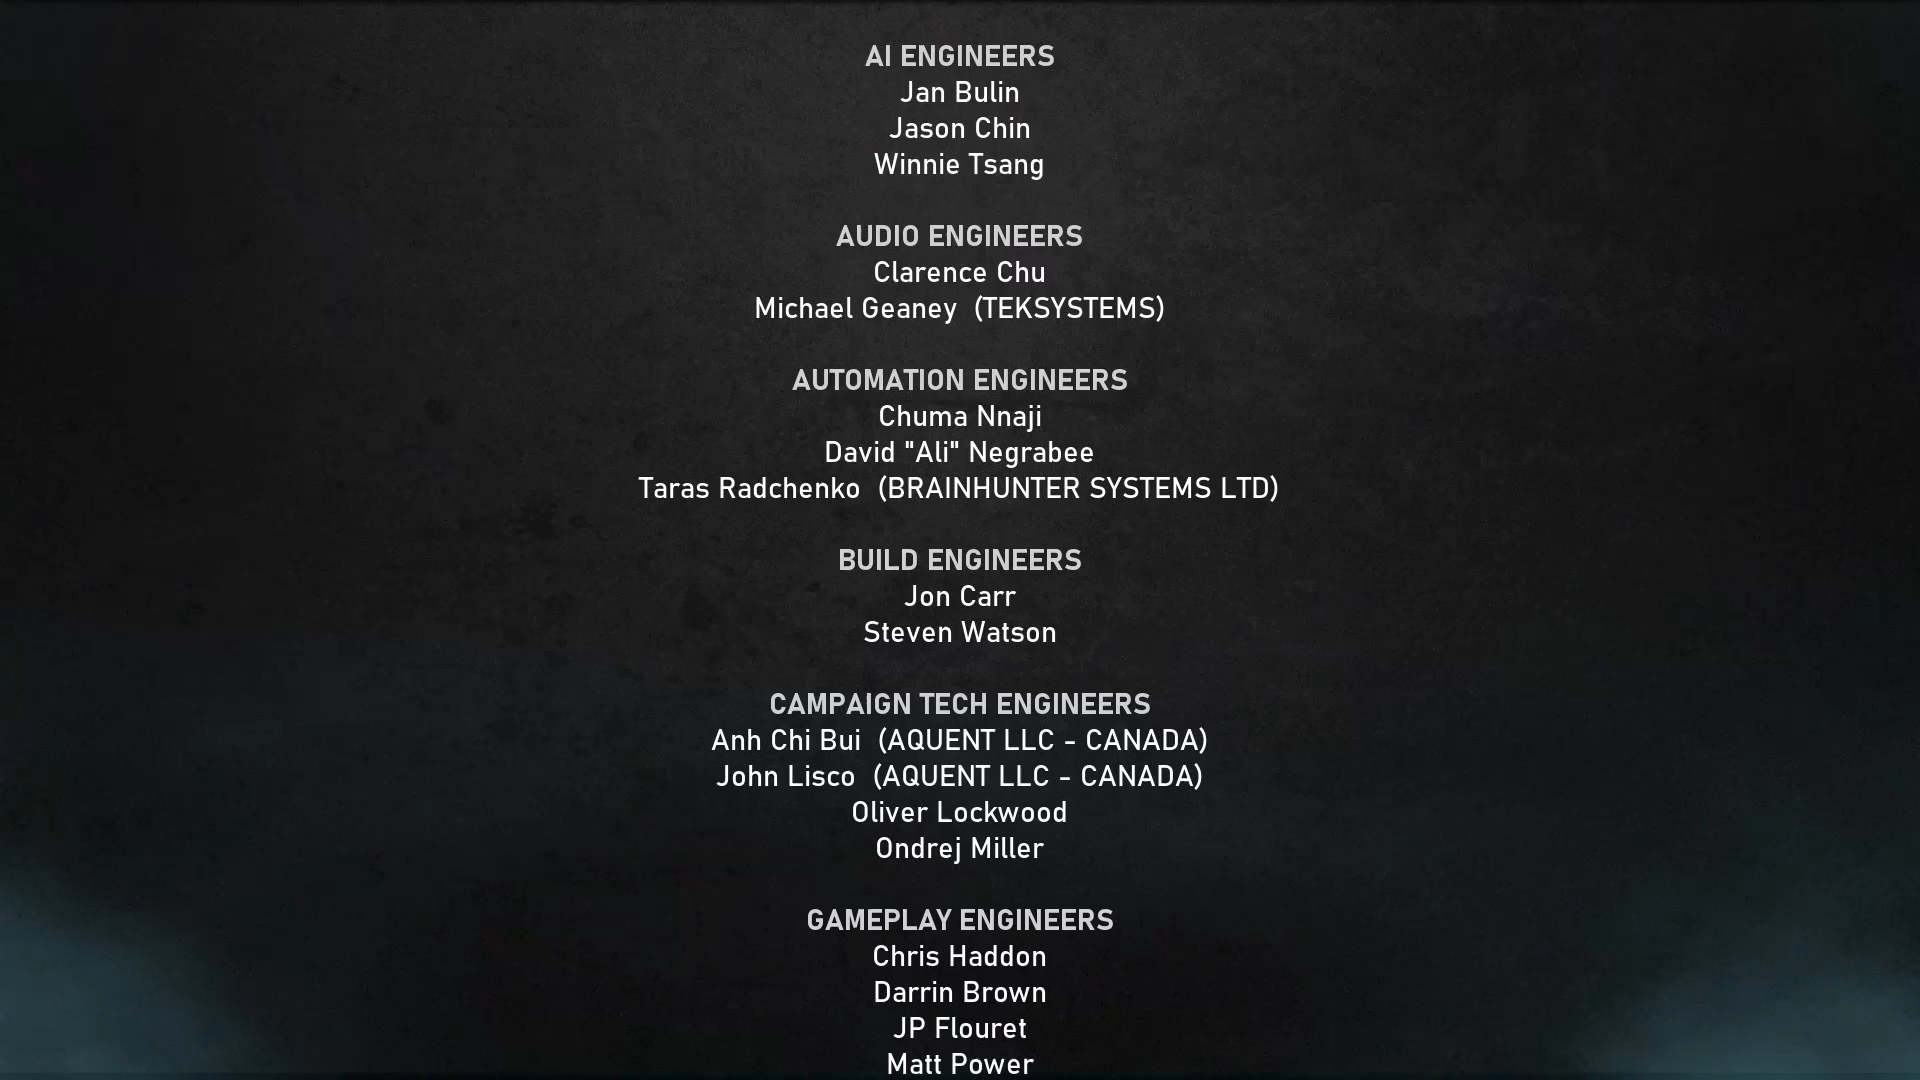 AI ENGINEERS
Jan Bulin
Jason Chin
Winnie Tsang
AUDIO ENGINEERS
Clarence Chu
Michael Geaney  (TEKSYSTEMS)
AUTOMATION ENGINEERS
Chuma Nnaji
David "Ali" Negrabee
Taras Radchenko  (BRAINHUNTER SYSTEMS LTD)
BUILD ENGINEERS
Jon Carr
Steven Watson
CAMPAIGN TECH ENGINEERS
Anh Chi Bui  (AQUENT LLC - CANADA)
John Lisco  (AQUENT LLC - CANADA)
Oliver Lockwood
Ondrej Miller
GAMEPLAY ENGINEERS
Chris Haddon
Darrin Brown
JP Flouret
Matt Power